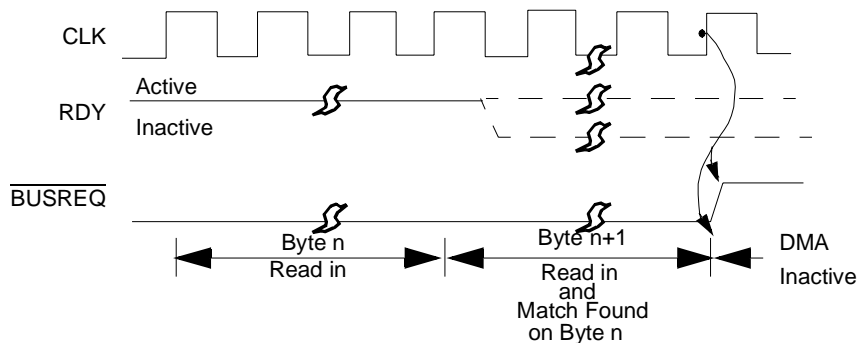 CLK
Active
RDY
Inactive
BUSREQ
Byte n
Read in
Byte n+1
Read in
and
Match Found
on Byte n
DMA
Inactive